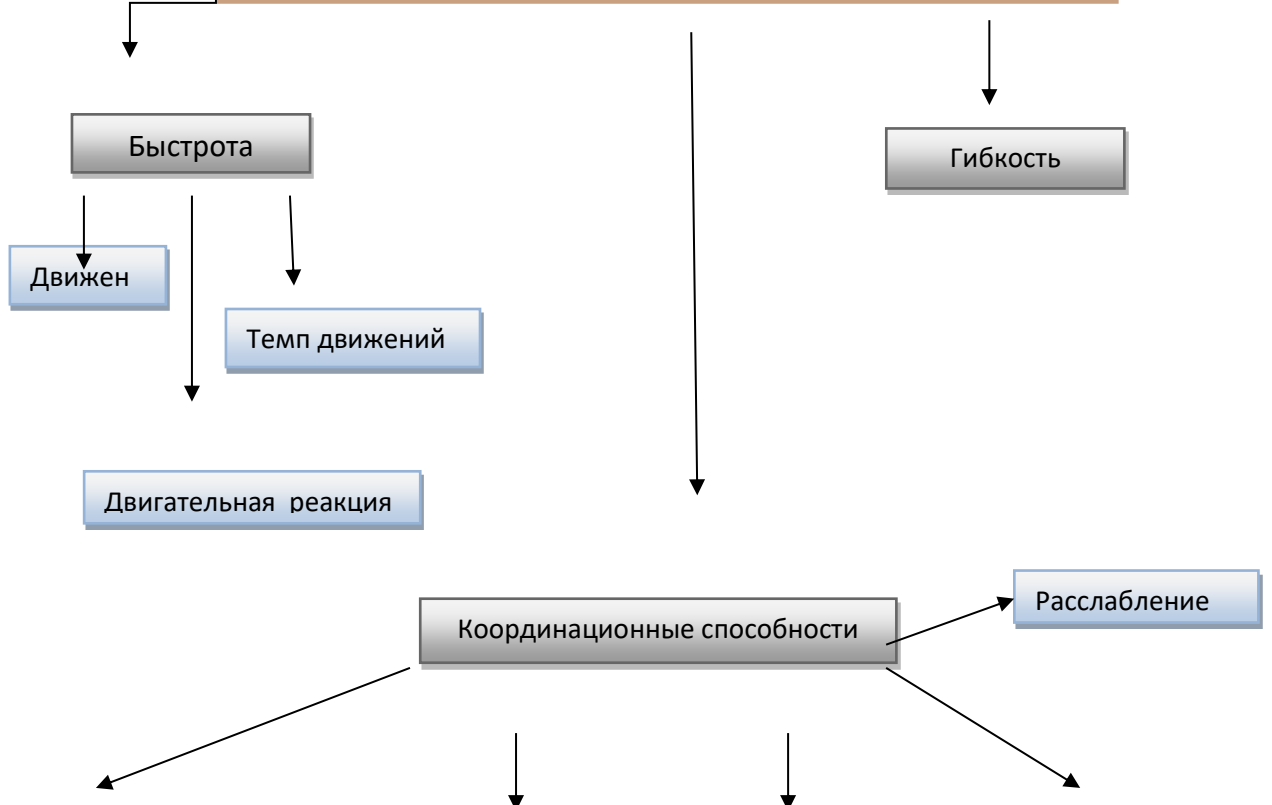 Быстрота
Гибкость
Движен
Темп движений
Двигательная реакция
Расслабление
Координационные способности